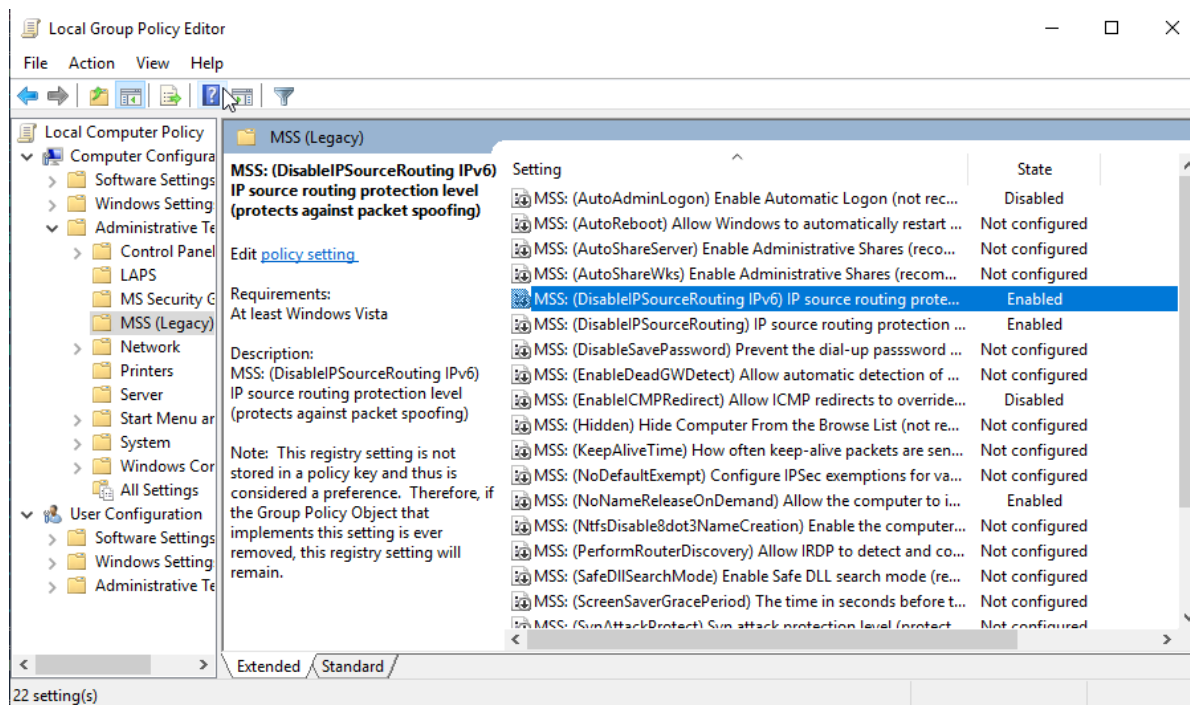 Local Group Policy Editor
File Action View Help
Local Computer Policy
Computer Configura
Software Settings
Windows Setting
Administrative Te
Control Panel
LAPS
MS Security G
MSS (Legacy)
Network
Printers
Server
Start Menu ar
System
Windows Cor
All Settings
User Configuration
Software Settings
Windows Setting
Administrative Te
MSS (Legacy)
MSS: (DisableIPSourceRouting IPv6)
IP source routing protection level
(protects against packet spoofing)
Edit policy setting
Requirements:
At least Windows Vista
Description:
MSS: (DisableIPSourceRouting IPv6)
IP source routing protection level
(protects against packet spoofing)
Note: This registry setting is not
stored in a policy key and thus is
considered a preference. Therefore, if
the Group Policy Object that
implements this setting is ever
removed, this registry setting will
remain.
Setting State
MSS: (AutoAdminLogon) Enable Automatic Logon (not rec... Disabled
MSS: (AutoReboot) Allow Windows to automatically restart ... Not configured
MSS: (AutoShareServer) Enable Administrative Shares (reco... Not configured
MSS: (AutoShareWks) Enable Administrative Shares (recom... Not configured
MSS: (DisableIPSourceRouting IPv6) IP source routing prote... Enabled
MSS: (DisableIPSourceRouting) IP source routing protection ... Enabled
MSS: (DisableSavePassword) Prevent the dial-up passsword ... Not configured
MSS: (EnableDeadGWDetect) Allow automatic detection of ... Not configured
MSS: (EnableICMPRedirect) Allow ICMP redirects to override... Disabled
MSS: (Hidden) Hide Computer From the Browse List (not re... Not configured
MSS: (KeepAliveTime) How often keep-alive packets are sen... Not configured
MSS: (NoDefaultExempt) Configure IPSec exemptions for va... Not configured
MSS: (NoNameReleaseOnDemand) Allow the computer to i... Enabled
MSS: (NtfsDisable8dot3NameCreation) Enable the computer... Not configured
MSS: (PerformRouterDiscovery) Allow IRDP to detect and co... Not configured
MSS: (SafeDllSearchMode) Enable Safe DLL search mode (re... Not configured
MSS: (ScreenSaverGracePeriod) The time in seconds before t... Not configured
MSS: (SynAttackProtect) Syn attack protection level (protect... Not configured
Extended Standard
22 setting(s)